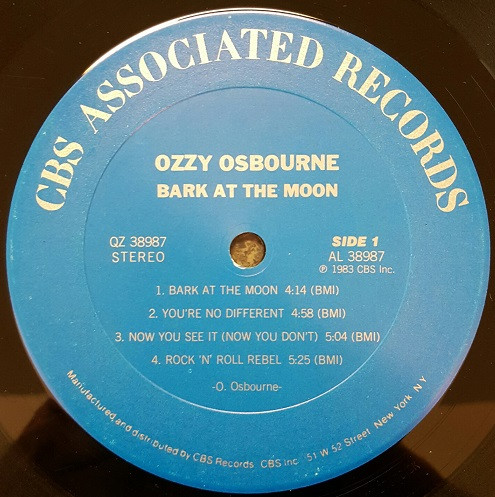 CBS ASSOCIATED RECORDS
OZZY OSBOURNE
BARK AT THE MOON
QZ 38987
STEREO
SIDE 1
AL 38987
℗ 1983 CBS Inc.
1. BARK AT THE MOON 4:14 (BMI)
2. YOU'RE NO DIFFERENT 4:58 (BMI)
3. NOW YOU SEE IT (NOW YOU DON'T) 5:04 (BMI)
4. ROCK 'N' ROLL REBEL 5:25 (BMI)
-O. Osbourne-
Manufactured and distributed by CBS Records CBS Inc. 51 W 52 Street New York N.Y.